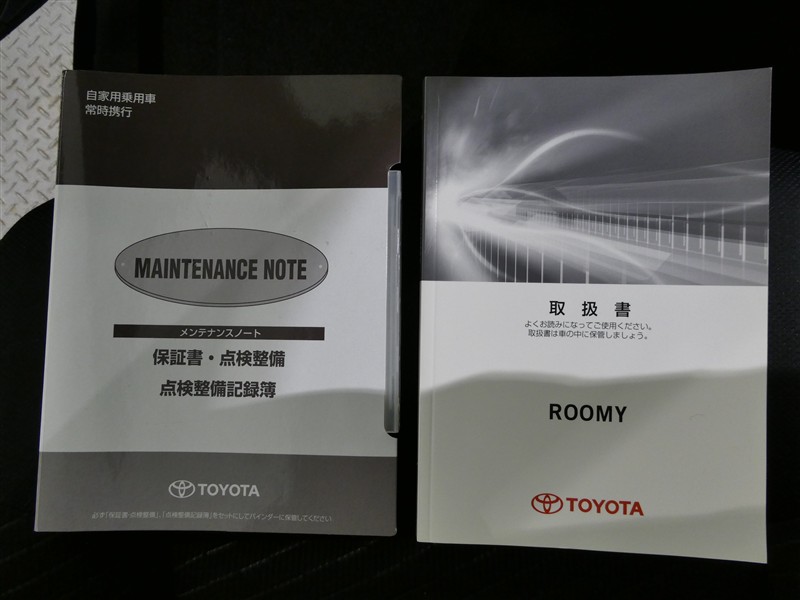 自家用乗用車
常時携行
MAINTENANCE NOTE
メンテナンスノート
保証書・点検整備
点検整備記録簿
TOYOTA
必ず「保証書・点検整備」、「点検整備記録簿」をセットにしてバインダーに保管してください。
取扱書
よくお読みになってご使用ください。
取扱書は車の中に保管しましょう。
ROOMY
TOYOTA